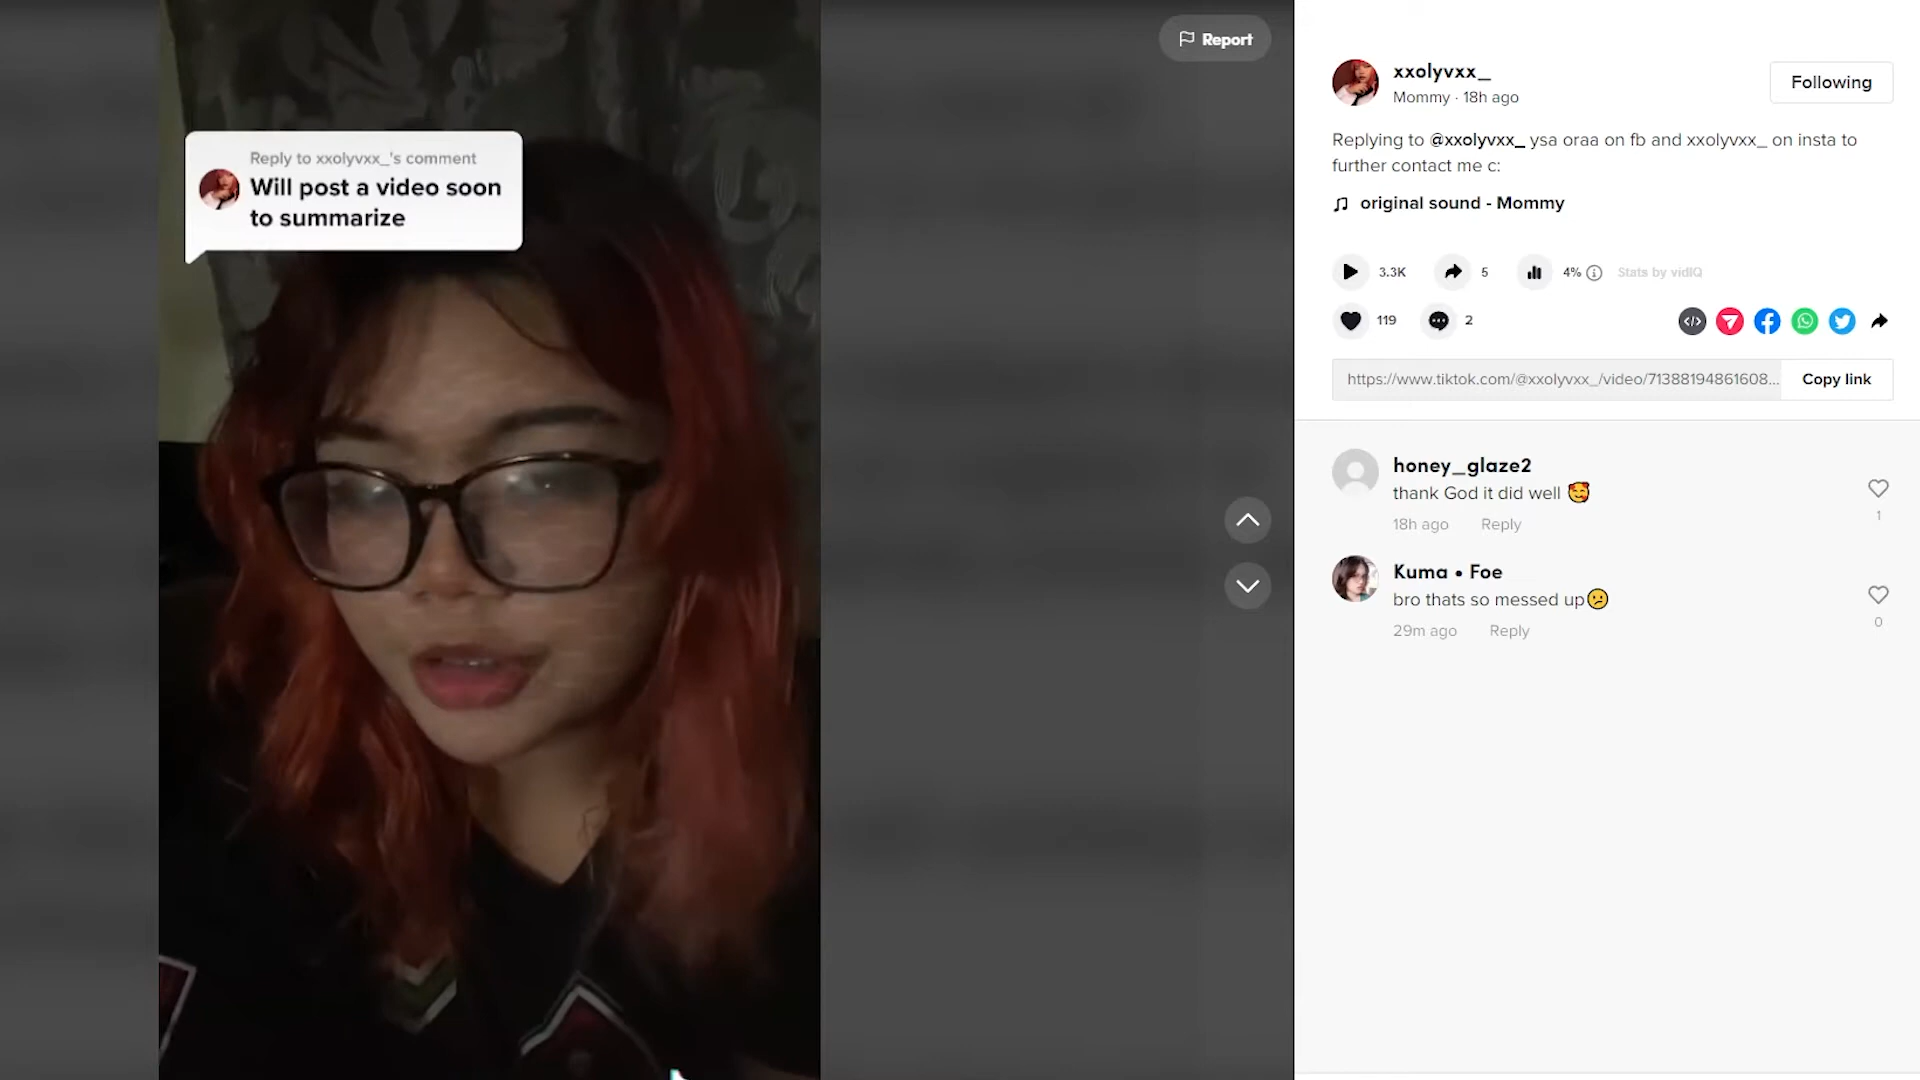 Report
Reply to xxolyvxx_'s comment
Will post a video soon
to summarize
xxolyvxx_
Mommy · 18h ago
Following
Replying to @xxolyvxx_ ysa oraa on fb and xxolyvxx_ on insta to
further contact me c:
original sound - Mommy
3.3K
5
4%
Stats by vidIQ
119
2
https://www.tiktok.com/@xxolyvxx_/video/71388194861608...
Copy link
honey_glaze2
thank God it did well 🥰
1
18h ago
Reply
Kuma • Foe
bro thats so messed up🫤
0
29m ago
Reply